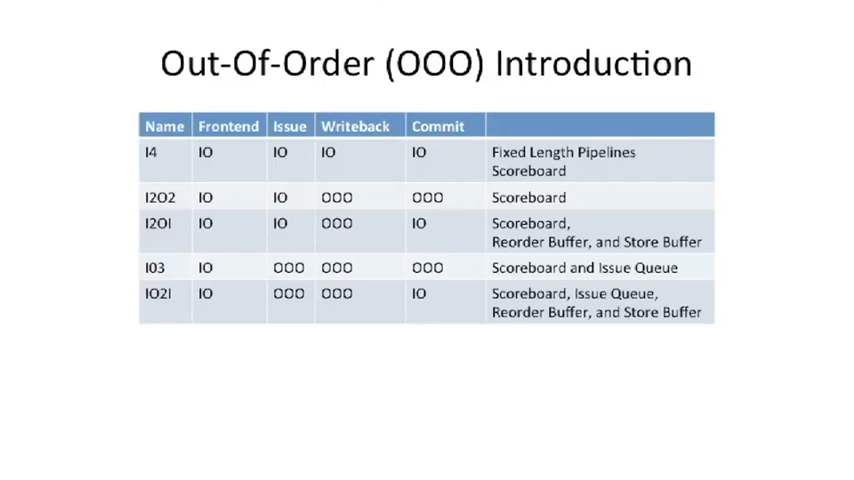 Out-Of-Order (OOO) Introduction
Name Frontend Issue Writeback Commit
I4 IO IO IO IO Fixed Length Pipelines
Scoreboard
I2O2 IO IO OOO OOO Scoreboard
I2OI IO IO OOO IO Scoreboard,
Reorder Buffer, and Store Buffer
I03 IO OOO OOO OOO Scoreboard and Issue Queue
IO2I IO OOO OOO IO Scoreboard, Issue Queue,
Reorder Buffer, and Store Buffer